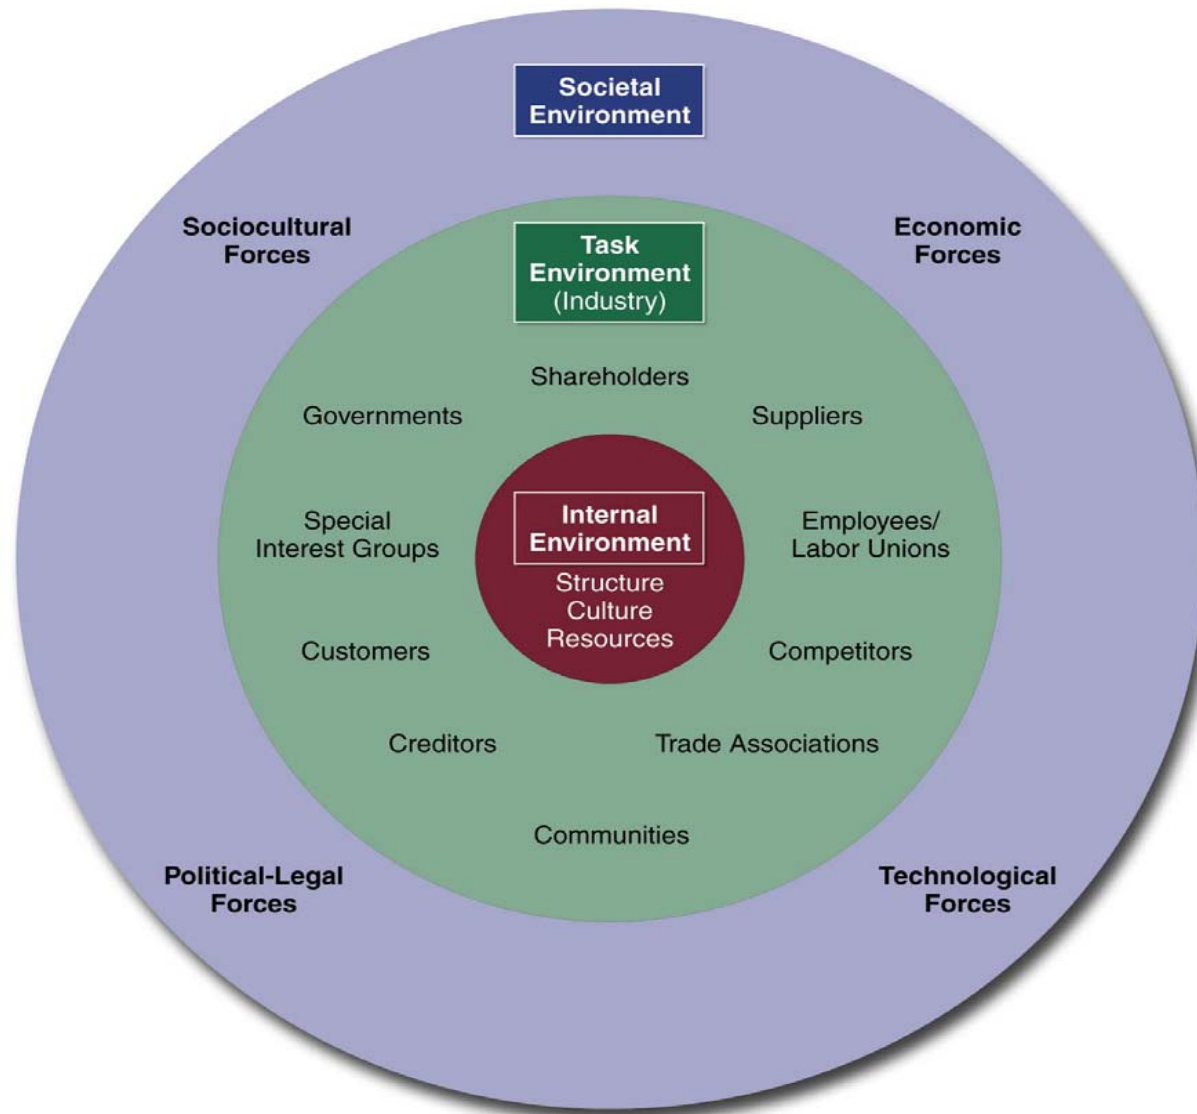 Societal
Environment
Sociocultural
Forces
Economic
Forces
Task
Environment
(Industry)
Shareholders
Governments
Suppliers
Special
Interest Groups
Internal
Environment
Structure
Culture
Resources
Employees/
Labor Unions
Customers
Competitors
Creditors
Trade Associations
Communities
Political-Legal
Forces
Technological
Forces